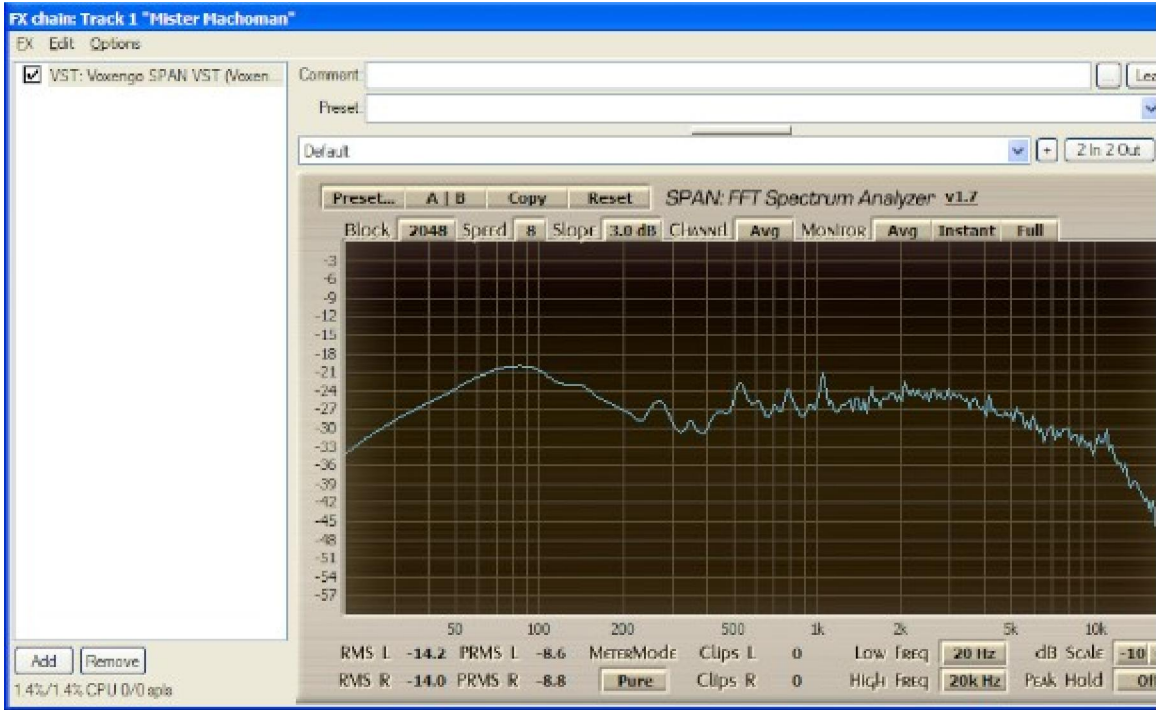 FX chain: Track 1 "Mister Machoman"
FX Edit Options
VST: Voxengo SPAN VST (Voxen...
Comment:
... Lea
Preset:
Default
+ 2 In 2 Out
Preset... A | B Copy Reset SPAN: FFT Spectrum Analyzer v1.7
Block 2048 Speed 8 Slope 3.0 dB Channel Avg Monitor Avg Instant Full
-3
-6
-9
-12
-15
-18
-21
-24
-27
-30
-33
-36
-39
-42
-45
-48
-51
-54
-57
50 100 200 500 1k 2k 5k 10k
RMS L -14.2 PRMS L -8.6 MeterMode Clips L 0 Low Freq 20 Hz dB Scale -10
RMS R -14.0 PRMS R -8.8 Pure Clips R 0 High Freq 20k Hz Peak Hold Off
Add Remove
1.4%/1.4% CPU 0/0 spls